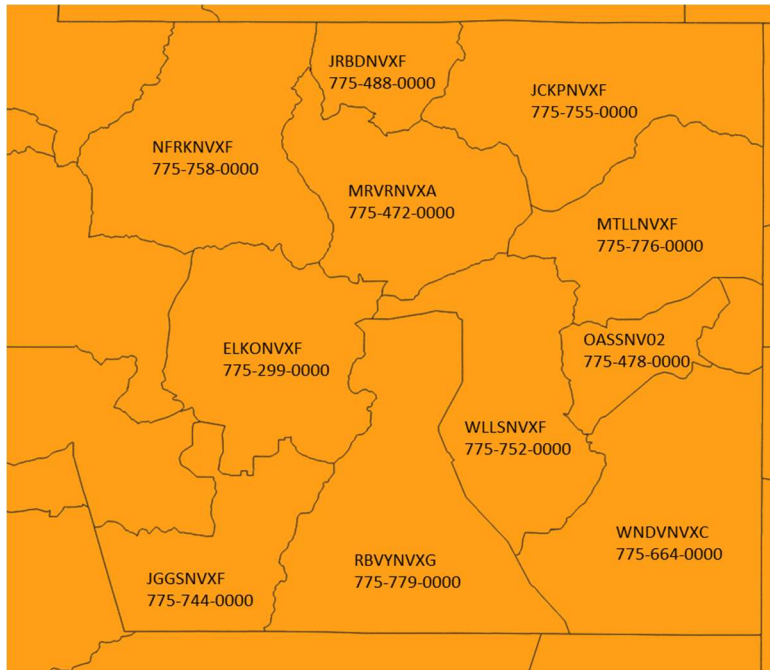 JRBDNVXF
775-488-0000
JCKPNVXF
775-755-0000
NFRKNVXF
775-758-0000
MRVRNVXA
775-472-0000
MTLLNVXF
775-776-0000
ELKONVXF
775-299-0000
OASSNV02
775-478-0000
WLLSNVXF
775-752-0000
WNDVNVXC
775-664-0000
RBVYNVXG
775-779-0000
JGGSNVXF
775-744-0000